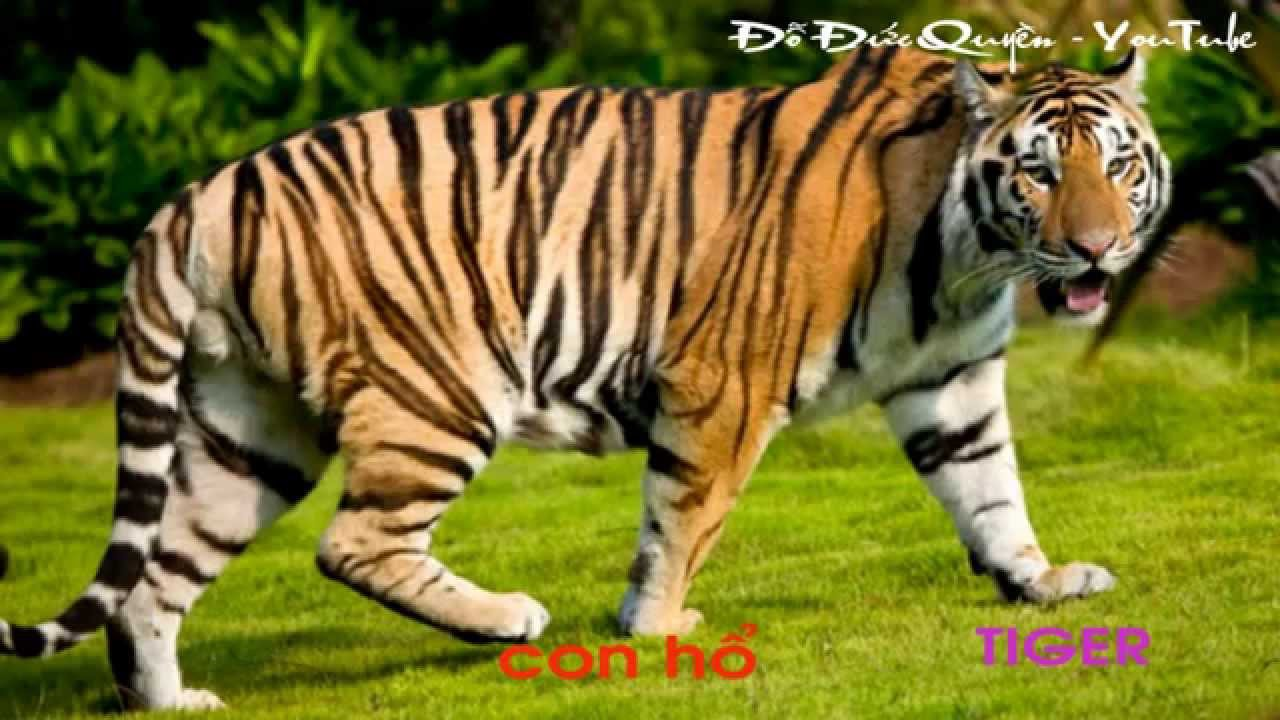 Đỗ Đức Quyền - YouTube
con hổ
TIGER